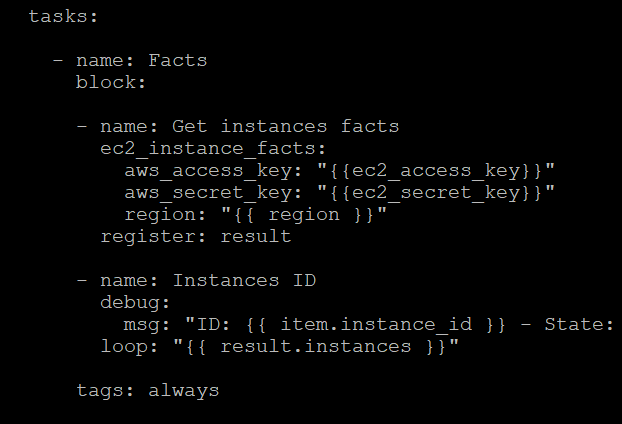 tasks:
- name: Facts
block:
- name: Get instances facts
ec2_instance_facts:
aws_access_key: "{{ec2_access_key}}"
aws_secret_key: "{{ec2_secret_key}}"
region: "{{ region }}"
register: result
- name: Instances ID
debug:
msg: "ID: {{ item.instance_id }} - State:
loop: "{{ result.instances }}"
tags: always